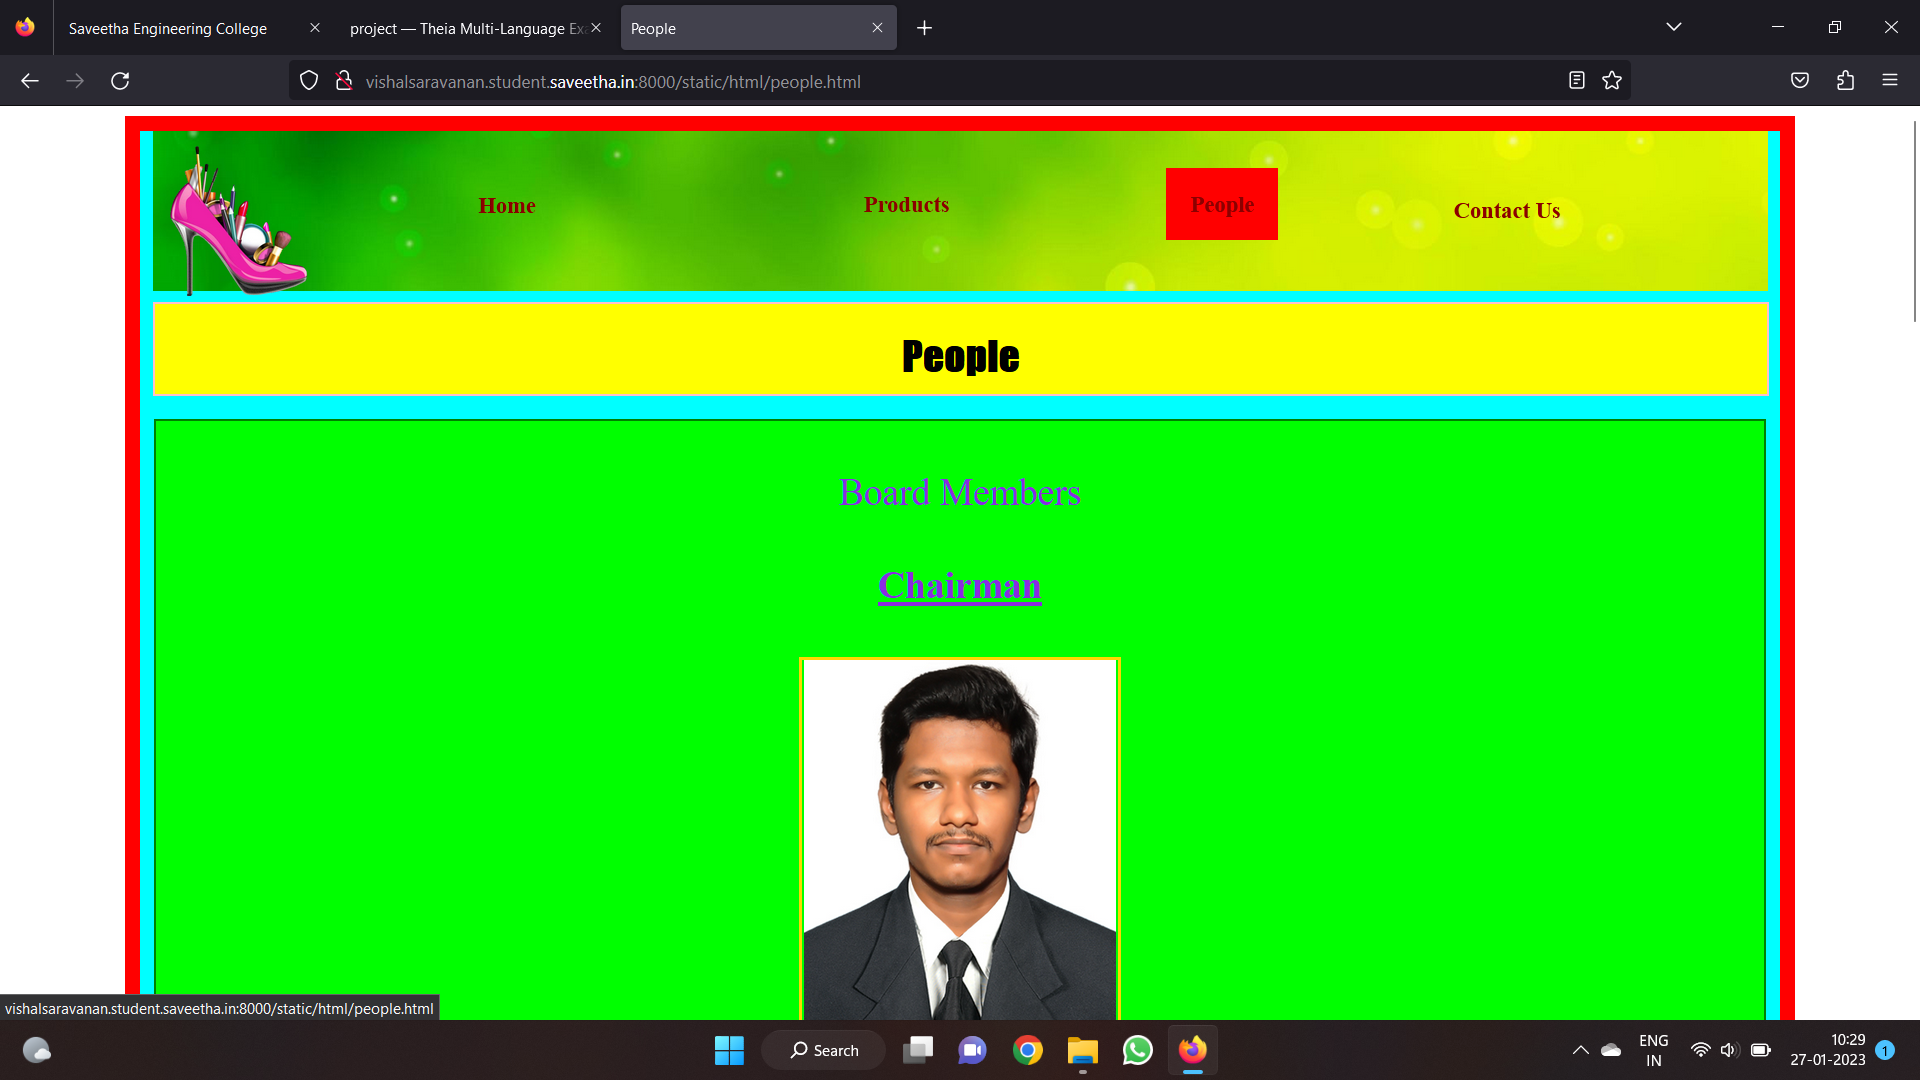 Saveetha Engineering College
project — Theia Multi-Language Exa
People
vishalsaravanan.student.saveetha.in:8000/static/html/people.html
Home
Products
People
Contact Us
People
Board Members
Chairman
vishalsaravanan.student.saveetha.in:8000/static/html/people.html
Search
ENG
IN
10:29
27-01-2023
1